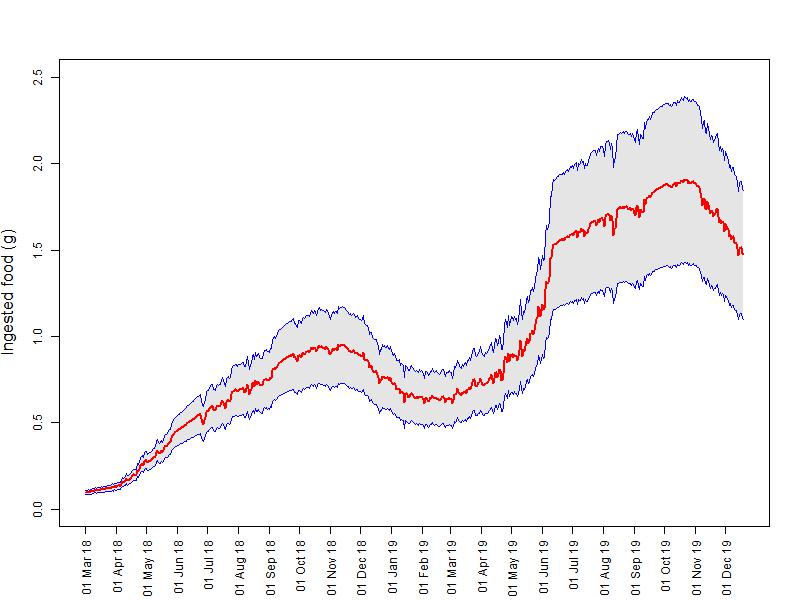 Ingested food (g)
2.5
2.0
1.5
1.0
0.5
0.0
01 Mar 18
01 Apr 18
01 May 18
01 Jun 18
01 Jul 18
01 Aug 18
01 Sep 18
01 Oct 18
01 Nov 18
01 Dec 18
01 Jan 19
01 Feb 19
01 Mar 19
01 Apr 19
01 May 19
01 Jun 19
01 Jul 19
01 Aug 19
01 Sep 19
01 Oct 19
01 Nov 19
01 Dec 19